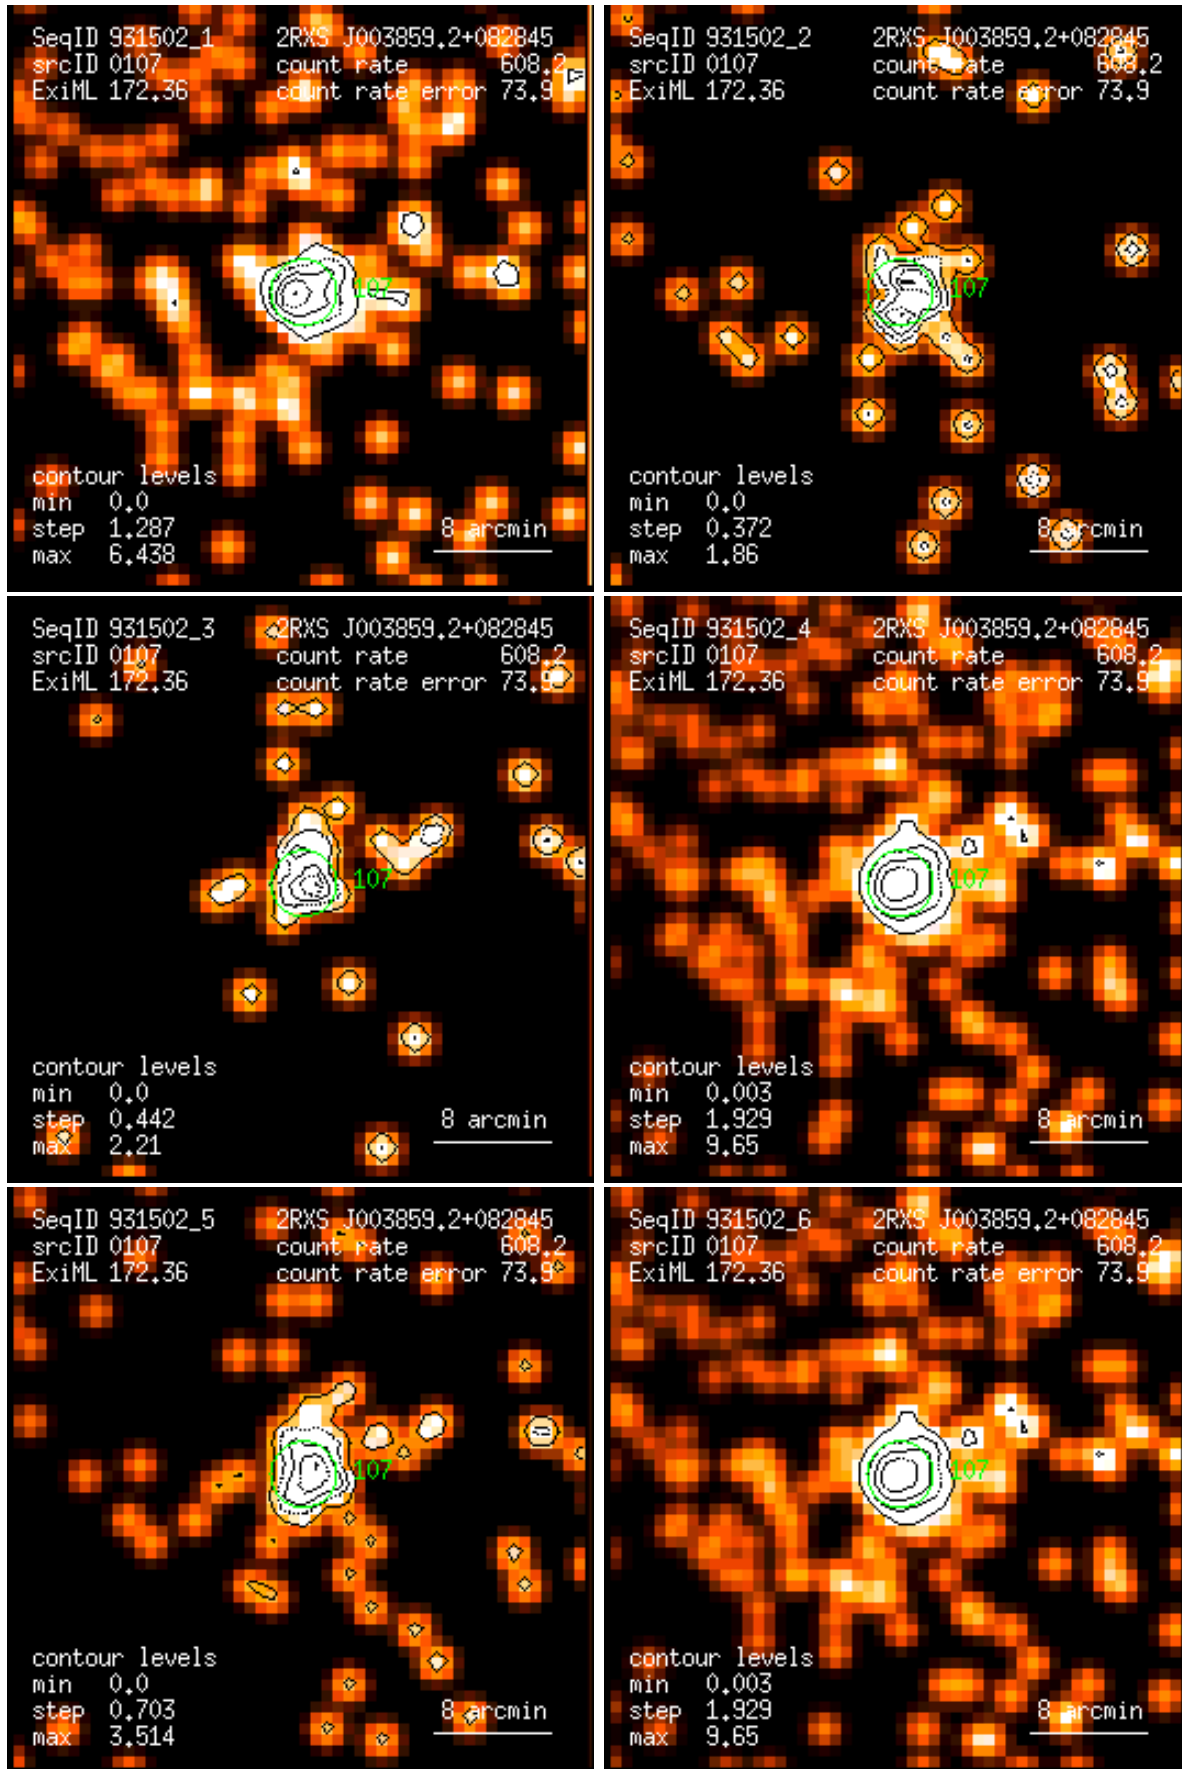 SeqID 931502_1 2RXS J003859.2+082845
srcID 0107 count rate 608.2
ExiML 172.36 count rate error 73.9
107
contour levels
min 0.0
step 1.287 8 arcmin
max 6.438
SeqID 931502_2 2RXS J003859.2+082845
srcID 0107 count rate 608.2
ExiML 172.36 count rate error 73.9
107
contour levels
min 0.0
step 0.372 8 arcmin
max 1.86
SeqID 931502_3 2RXS J003859.2+082845
srcID 0107 count rate 608.2
ExiML 172.36 count rate error 73.9
107
contour levels
min 0.0
step 0.442 8 arcmin
max 2.21
SeqID 931502_4 2RXS J003859.2+082845
srcID 0107 count rate 608.2
ExiML 172.36 count rate error 73.9
107
contour levels
min 0.003
step 1.929 8 arcmin
max 9.65
SeqID 931502_5 2RXS J003859.2+082845
srcID 0107 count rate 608.2
ExiML 172.36 count rate error 73.9
107
contour levels
min 0.0
step 0.703 8 arcmin
max 3.514
SeqID 931502_6 2RXS J003859.2+082845
srcID 0107 count rate 608.2
ExiML 172.36 count rate error 73.9
107
contour levels
min 0.003
step 1.929 8 arcmin
max 9.65